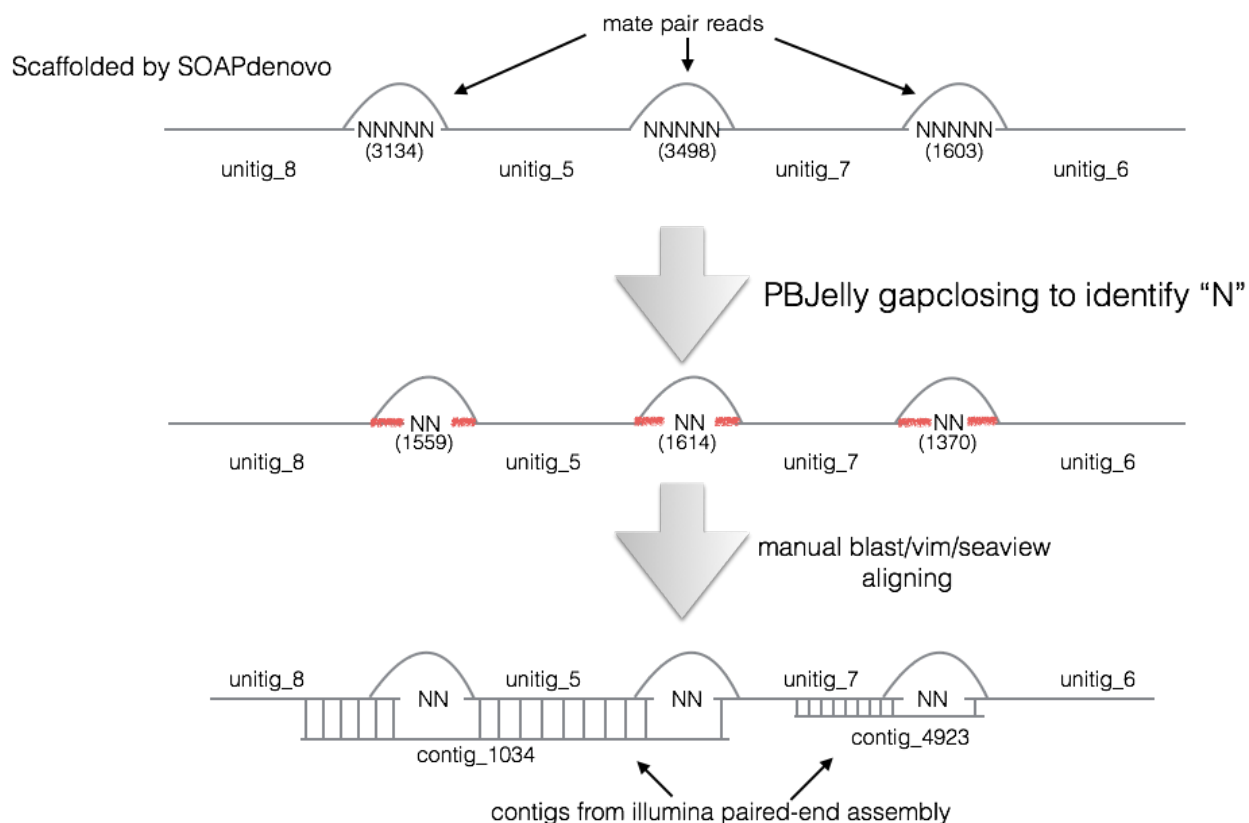 mate pair reads
Scaffolded by SOAPdenovo
NNNNN NNNNN NNNNN
(3134) (3498) (1603)
unitig_8 unitig_5 unitig_7 unitig_6
PBJelly gapclosing to identify “N”
NN NN NN
(1559) (1614) (1370)
unitig_8 unitig_5 unitig_7 unitig_6
manual blast/vim/seaview
aligning
unitig_8 unitig_5 unitig_7 unitig_6
NN NN NN
contig_1034 contig_4923
contigs from illumina paired-end assembly